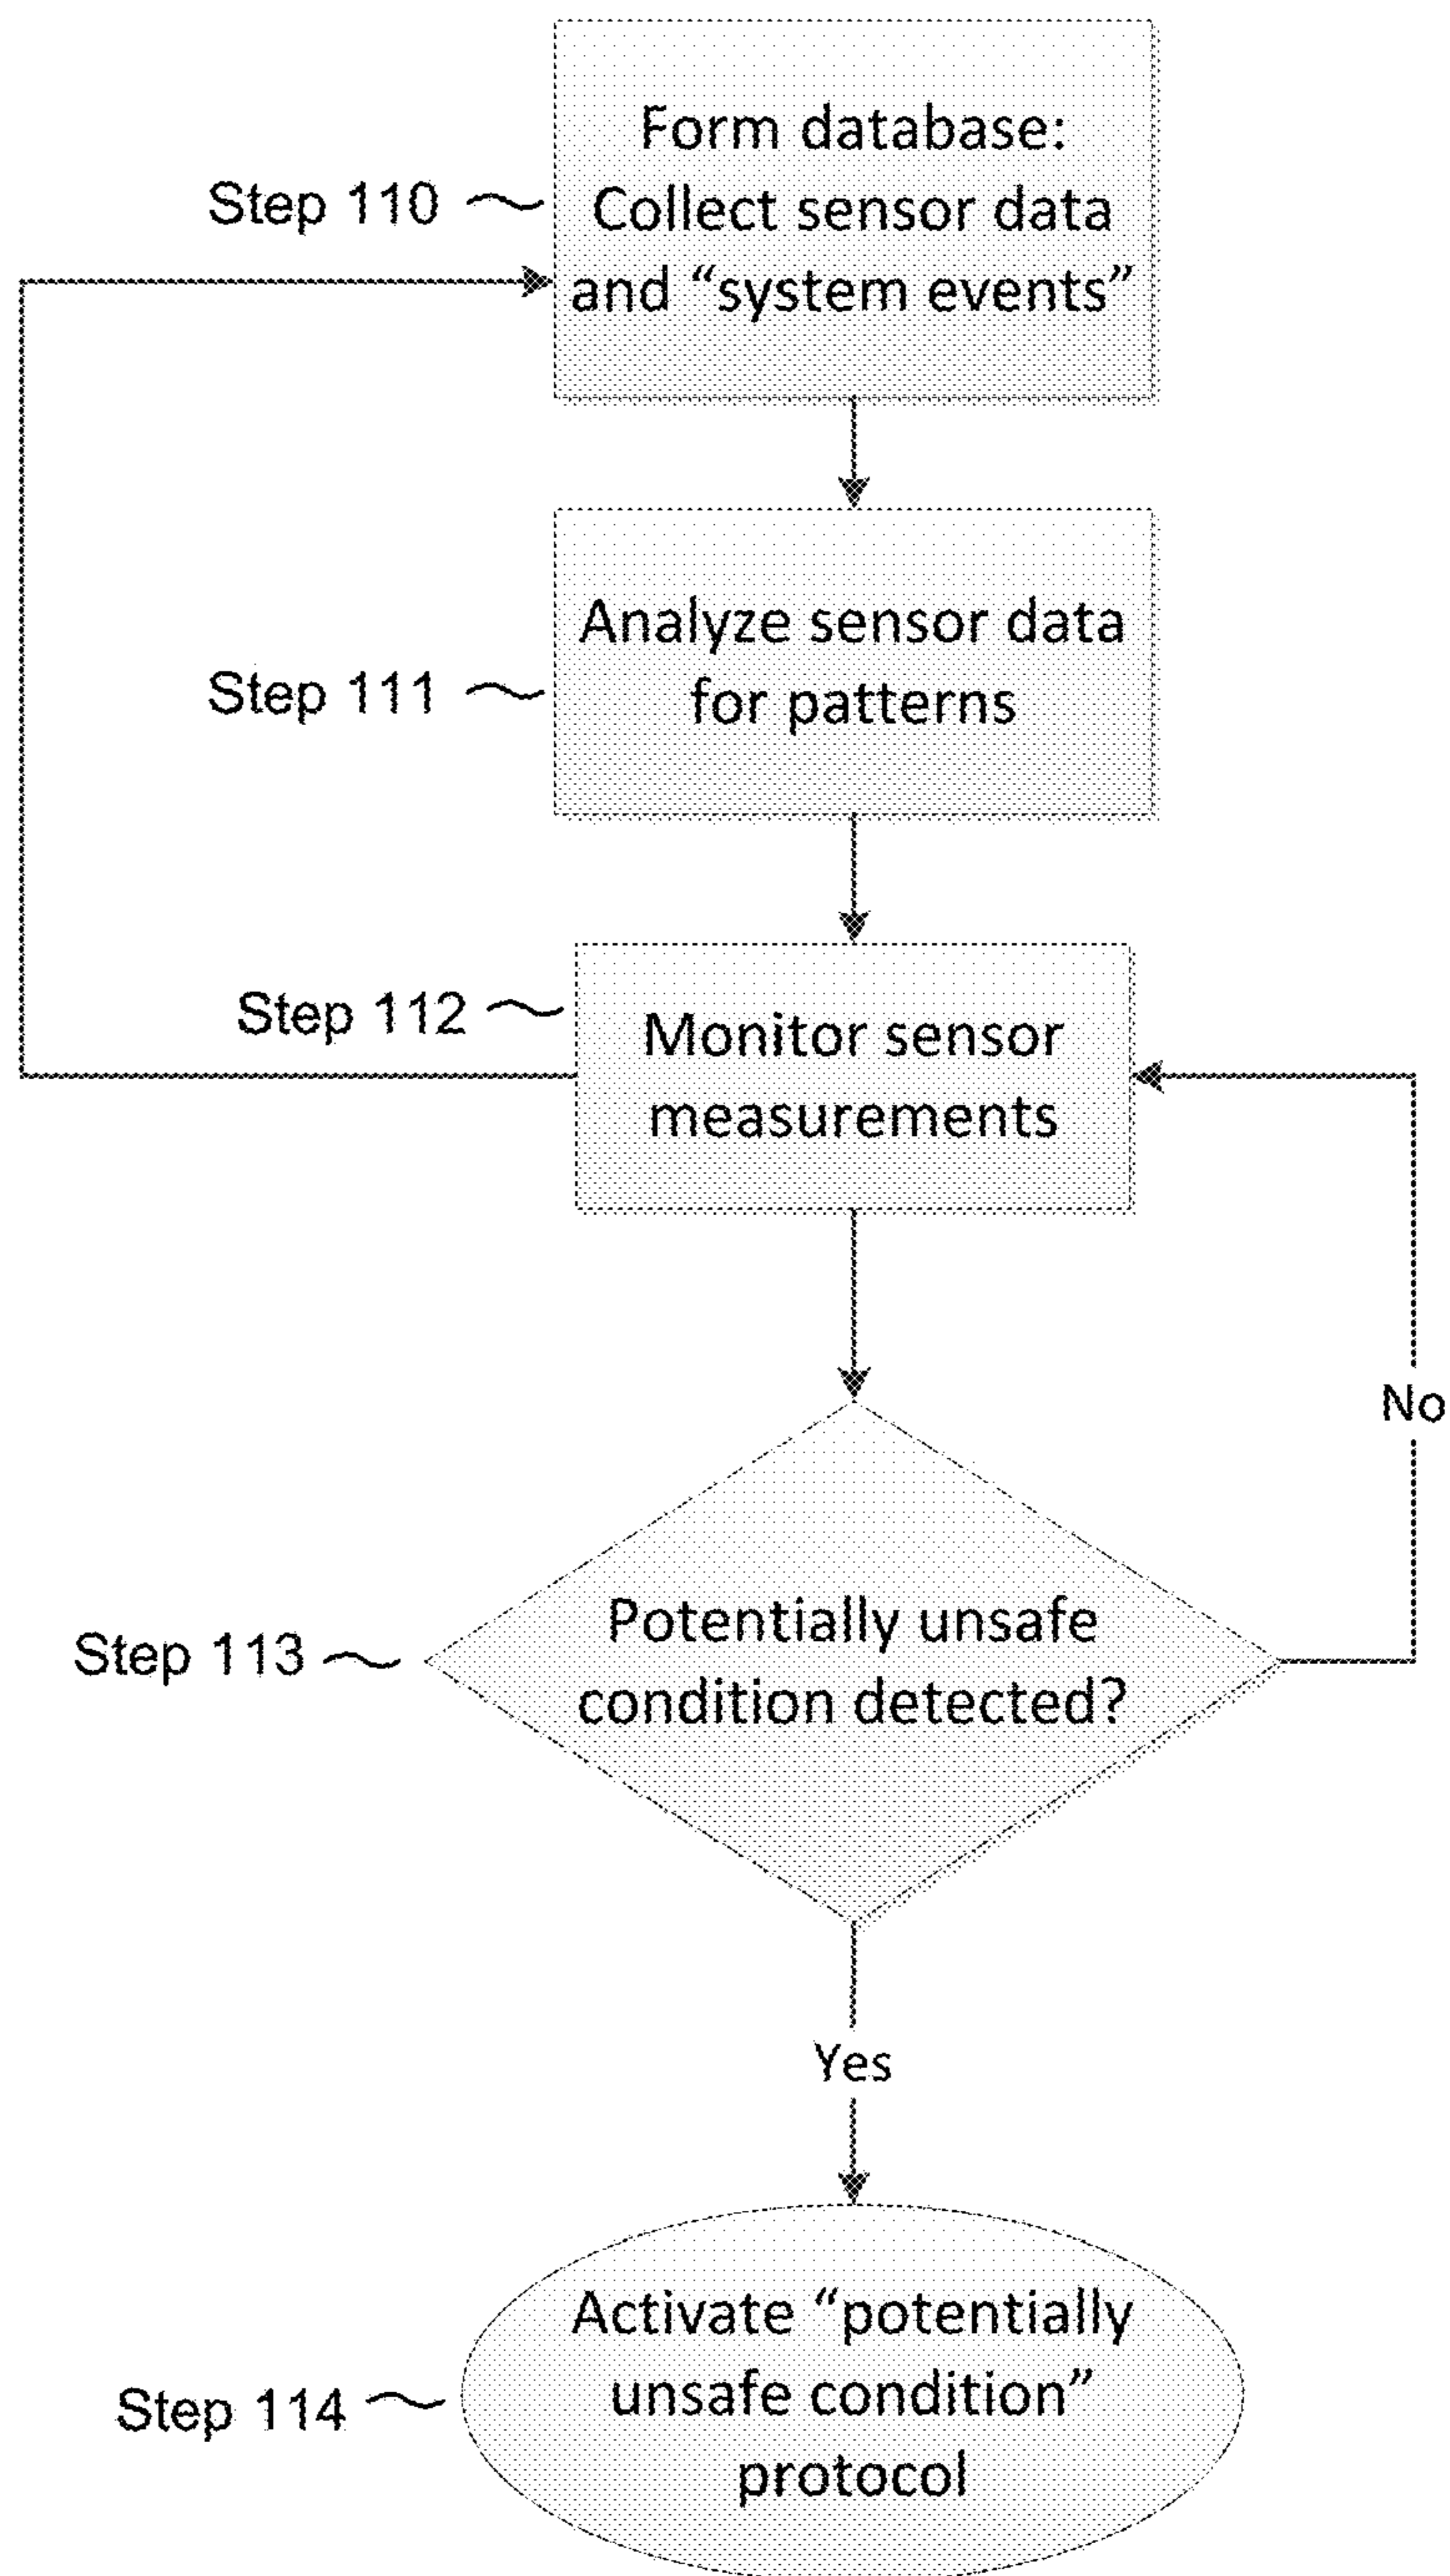 Form database:
Step 110
Collect sensor data
and “system events”
Analyze sensor data
Step 111
for patterns
Step 112
Monitor sensor
measurements
No
Potentially unsafe
Step 113
condition detected?
Yes
Activate “potentially
unsafe condition”
Step 114
protocol